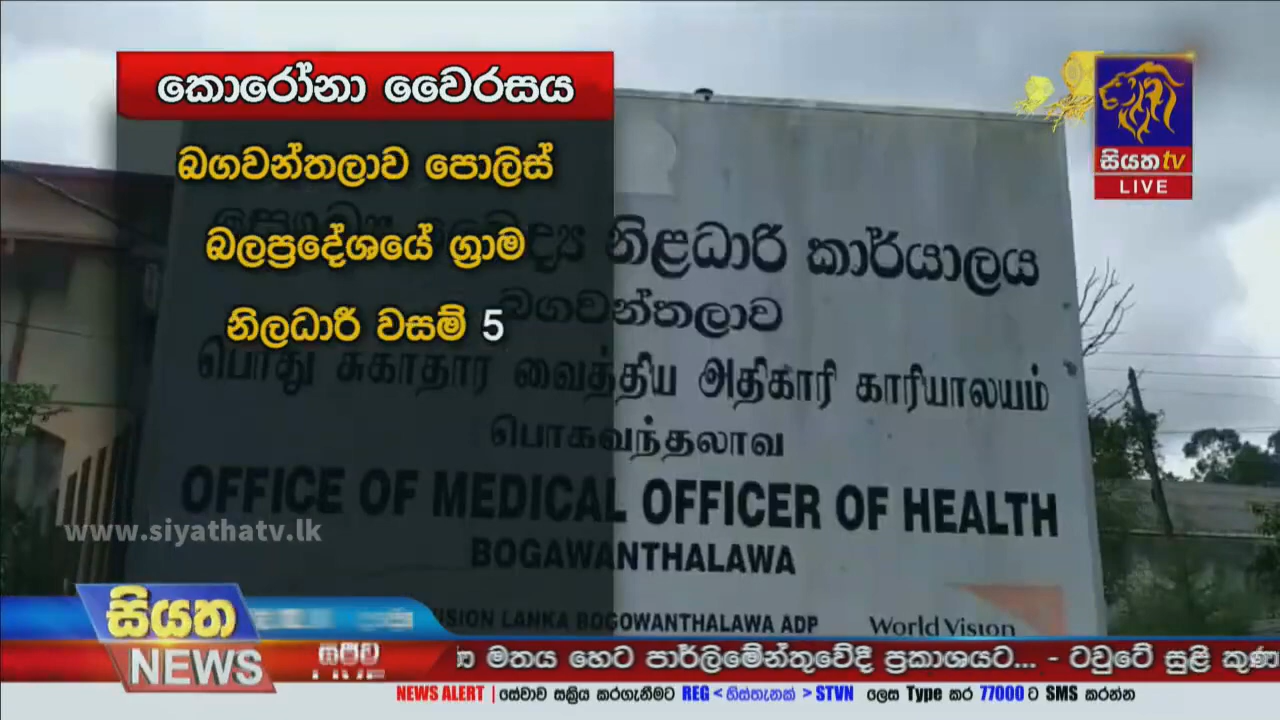 කොරෝනා වෛරසය
බගවන්තලාව පොලිස්
බලප්‍රදේශයේ ග්‍රාම
නිලධාරී වසම් 5
සියත tv
LIVE
නිළධාරී කාර්යාලය
බගවන්තලාව
பொது சுகாதார வைத்திய அதிகாரி காரியாலயம்
பொகவந்தலாவ
OFFICE OF MEDICAL OFFICER OF HEALTH
BOGAWANTHALAWA
LANKA BOGOWANTHALAWA ADP
World Vision
www.siyathatv.lk
සියත
NEWS
මතය හෙට පාර්ලිමේන්තුවේදී ප්‍රකාශයට... - ටවුටේ සුළි කුණ
NEWS ALERT | සේවාව සක්‍රිය කරගැනීමට REG < හිස්තැනක් > STVN ලෙස Type කර 77000 ට SMS කරන්න